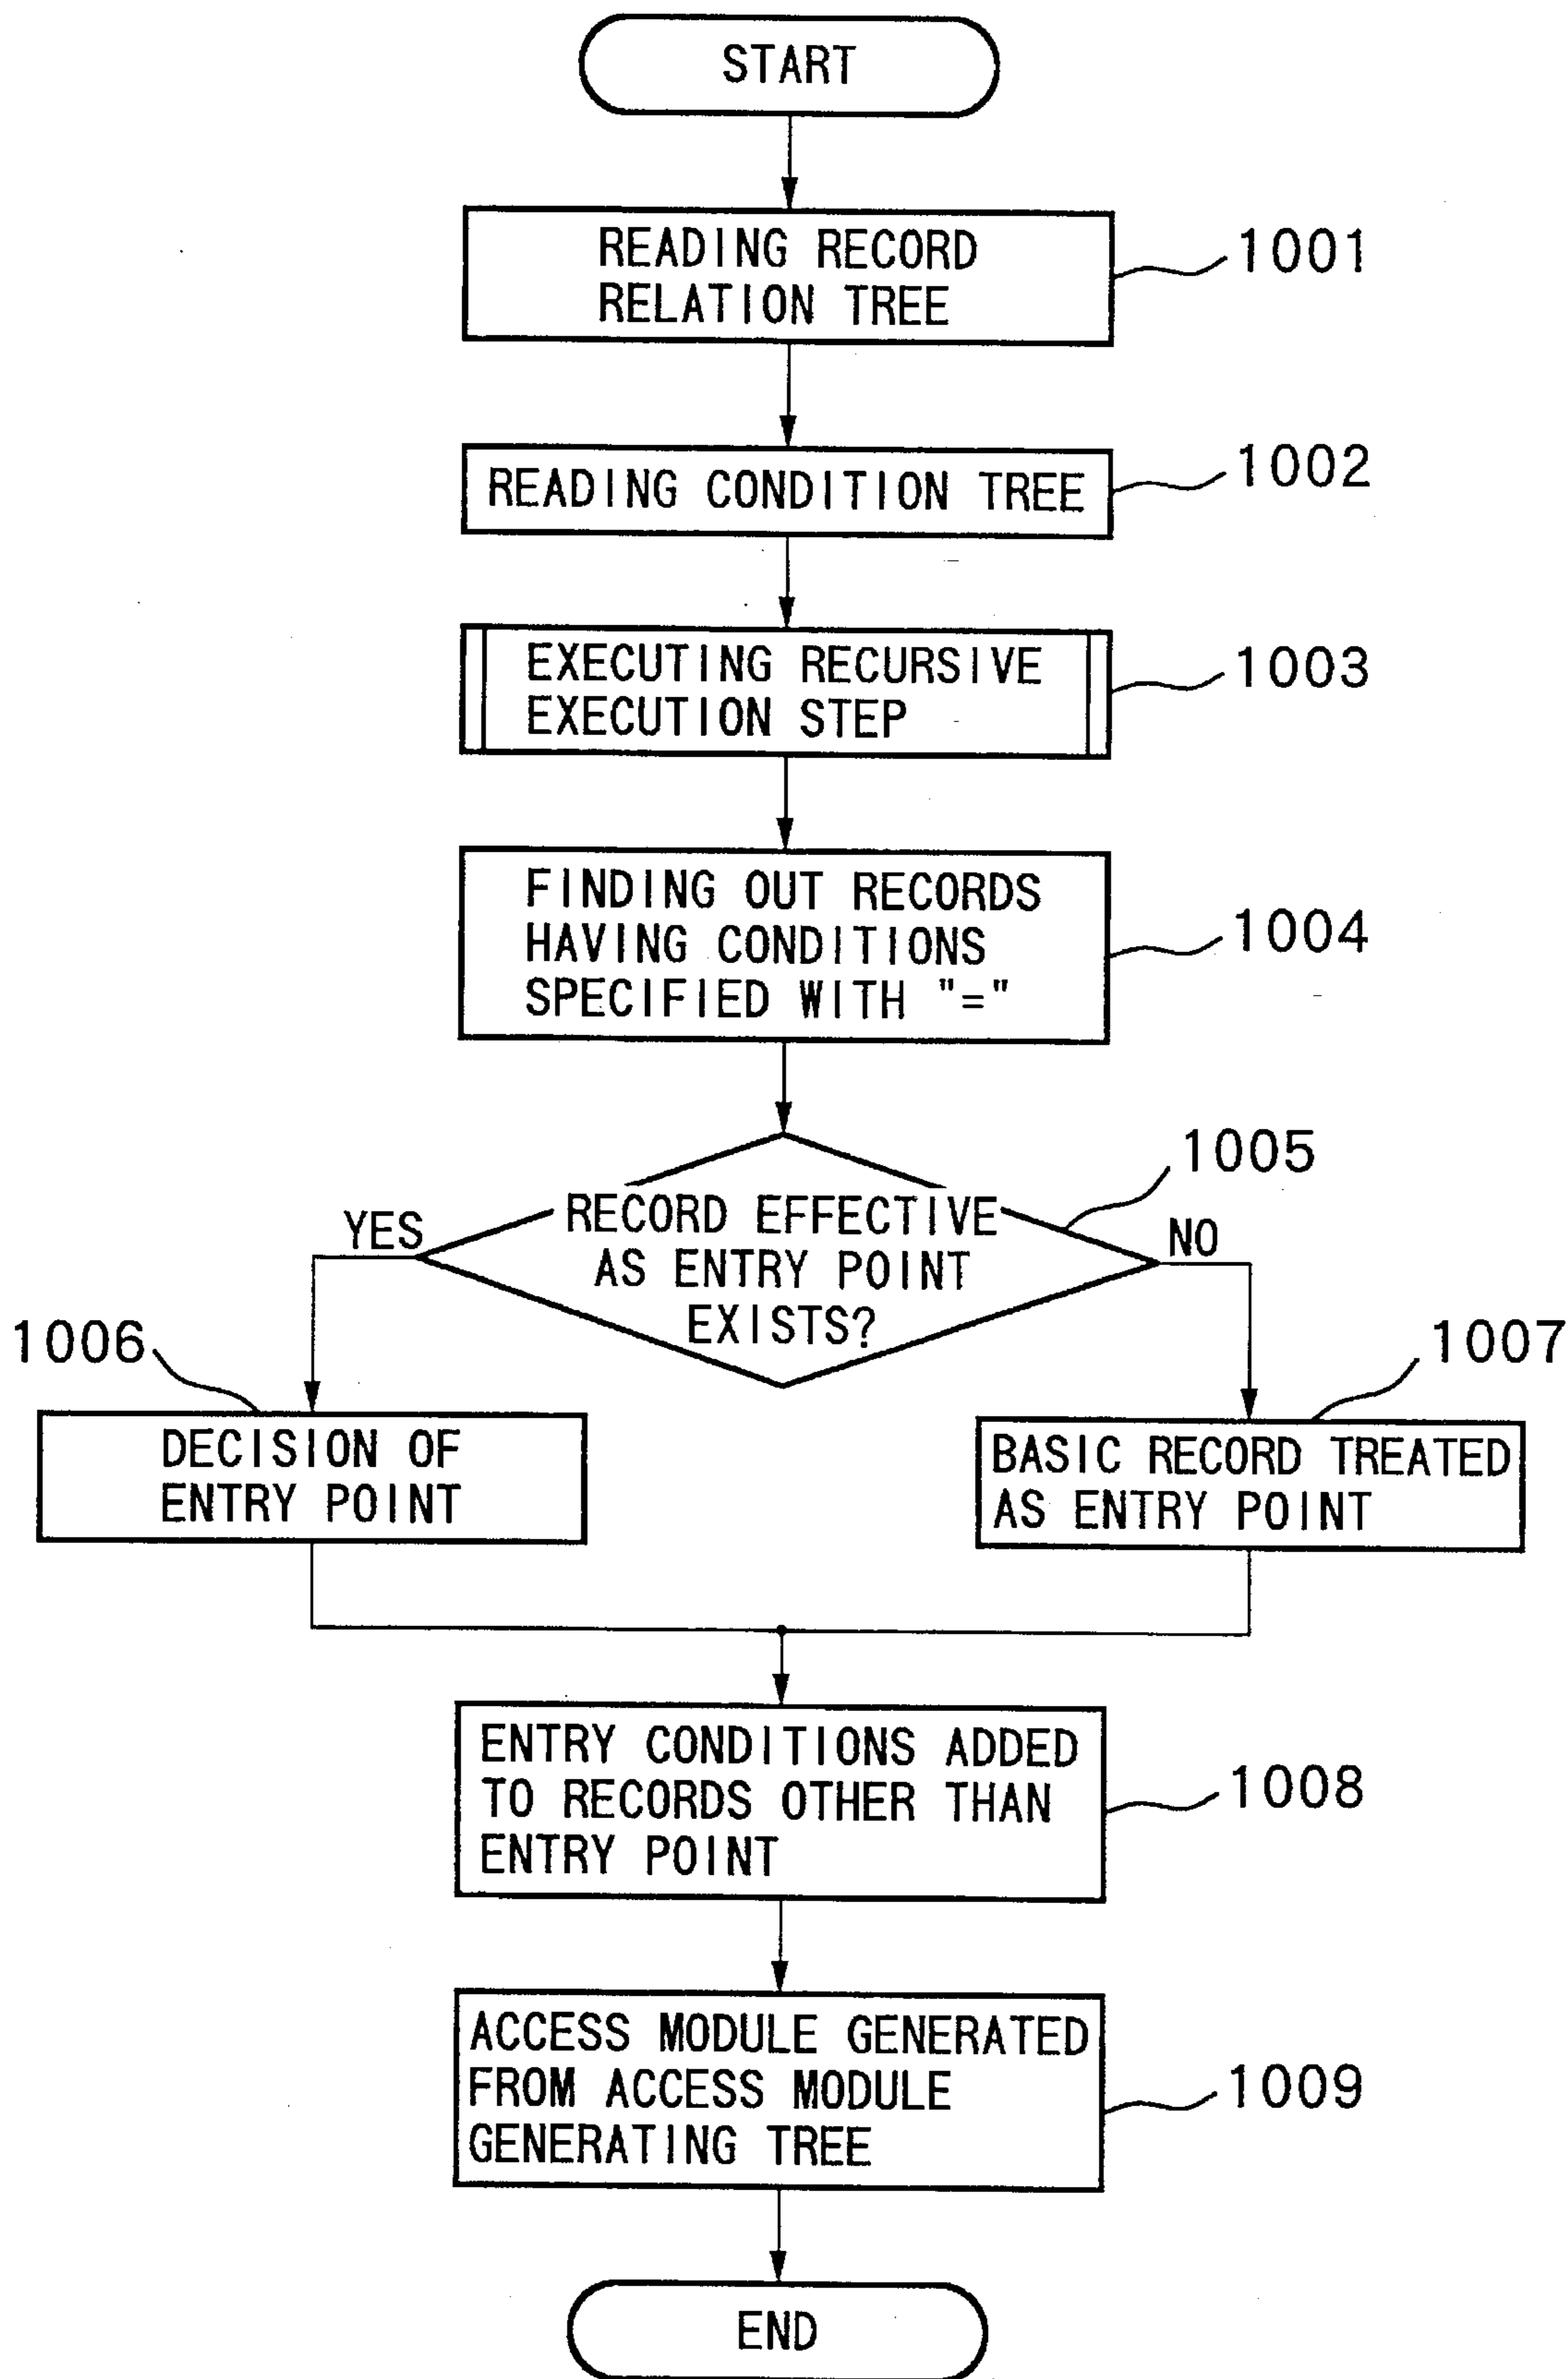 START
READING RECORD
RELATION TREE
1001
READING CONDITION TREE
1002
EXECUTING RECURSIVE
EXECUTION STEP
1003
FINDING OUT RECORDS
HAVING CONDITIONS
SPECIFIED WITH "="
1004
1005
YES
RECORD EFFECTIVE
AS ENTRY POINT
EXISTS?
NO
1006
1007
DECISION OF
ENTRY POINT
BASIC RECORD TREATED
AS ENTRY POINT
ENTRY CONDITIONS ADDED
TO RECORDS OTHER THAN
ENTRY POINT
1008
ACCESS MODULE GENERATED
FROM ACCESS MODULE
GENERATING TREE
1009
END